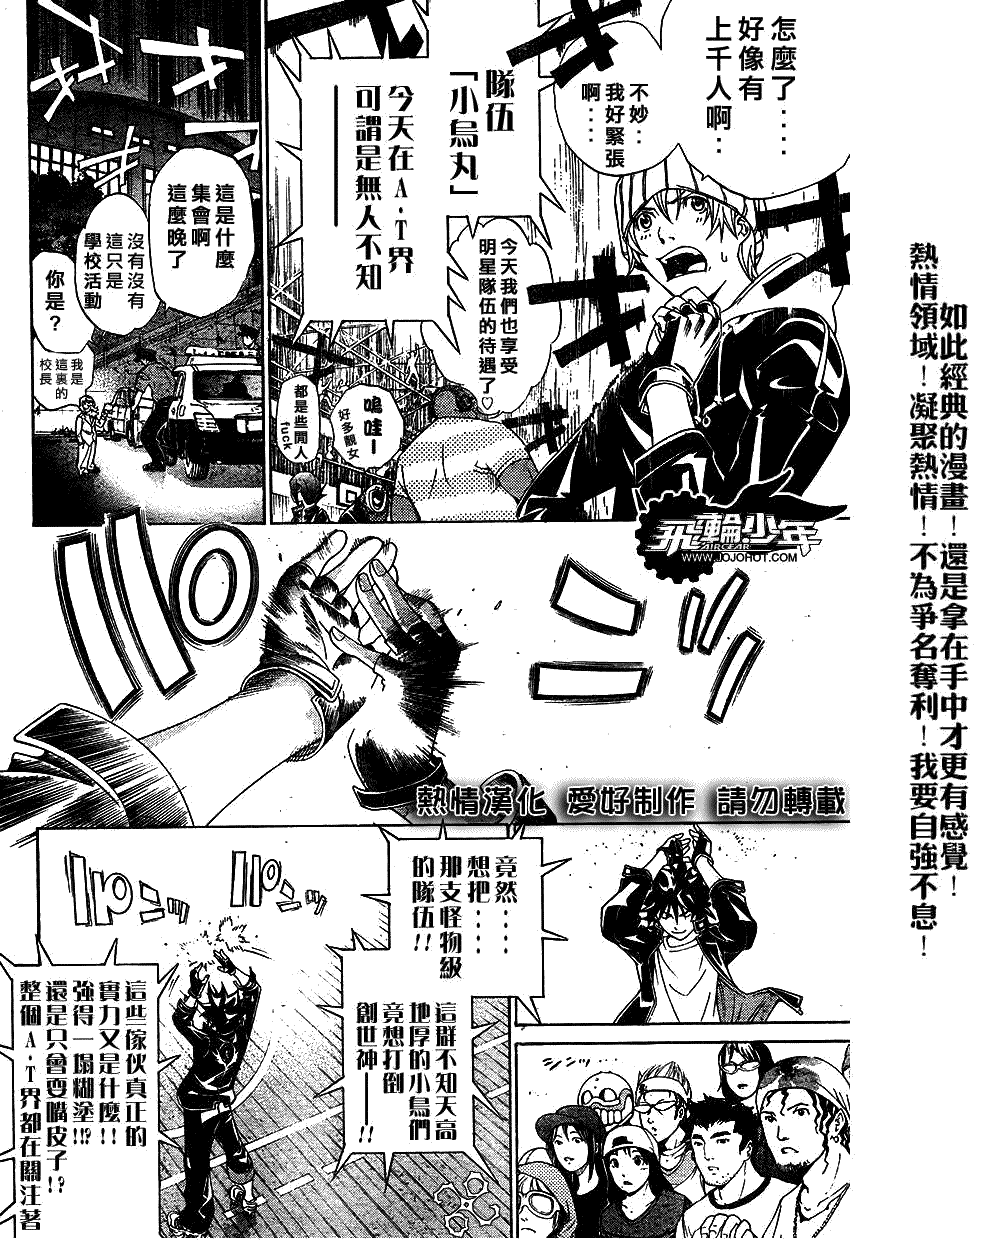 怎麼了‥‥
好像有
上千人啊‥
不妙‥
我好緊張
啊‥‥
隊伍
「小烏丸」
今天在A·T界
可謂是無人不知
——
今天我們也享受
明星隊伍的待遇了♡
嗚哇—
好多靚女
都是些閒人
fuck
這是什麼
集會啊
這麼晚了
沒有沒有
這只是
學校活動
你是？
我是
這裏的
校長
飛輪少年
AIRGEAR
WWW.JOJOHOT.COM
熱情漢化 愛好制作 請勿轉載
竟然‥‥
想把‥‥
那支怪物級
的隊伍!!
這群不知天高
地厚的小烏們
竟想打倒
創世神—!!
這些傢伙真正的
實力又是什麼!!
強得一塌糊塗!!?
還是只會耍嘴皮了!?
整個A·T界都在關注著
如此經典的漫畫！還是拿在手中才更有感覺！
熱情領域！凝聚熱情！不為爭名奪利！我要自強不息！